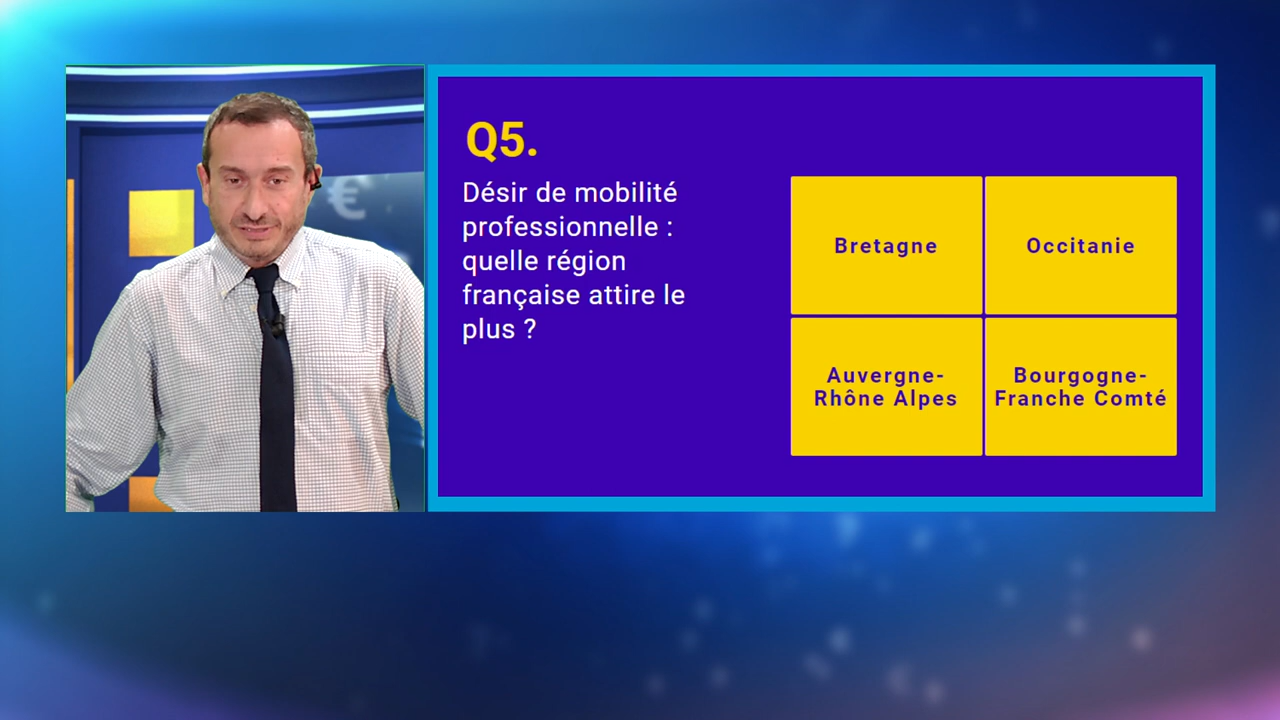 Q5.
Désir de mobilité
professionnelle :
quelle région
française attire le
plus ?
Bretagne
Occitanie
Auvergne-
Rhône Alpes
Bourgogne-
Franche Comté
€